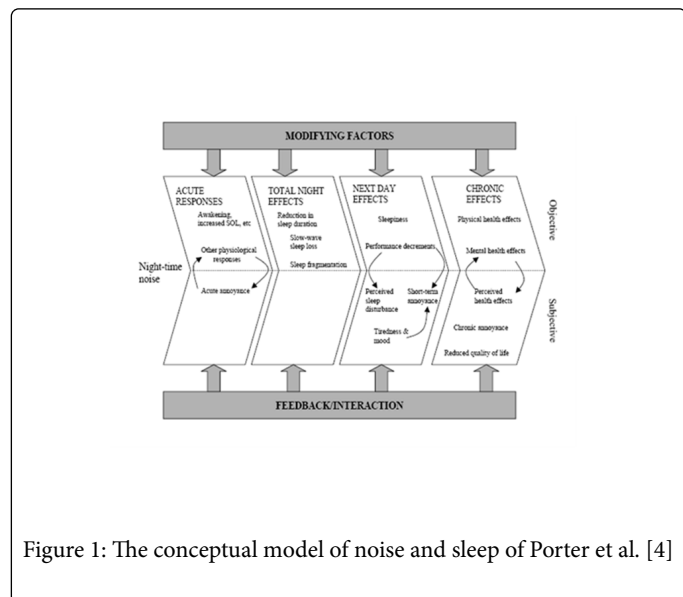 MODIFYING FACTORS
ACUTE
RESPONSES
Awakening,
increased SOL, etc
Other physiological
responses
Acute annoyance
TOTAL NIGHT
EFFECTS
Reduction in
sleep duration
Slow-wave
sleep loss
Sleep fragmentation
NEXT DAY
EFFECTS
Sleepiness
Performance decrements
Perceived
sleep
disturbance
Short-term
annoyance
Tiredness &
mood
CHRONIC
EFFECTS
Physical health effects
Mental health effects
Perceived
health effects
Chronic annoyance
Reduced quality of life
Night-time
noise
Objective
Subjective
FEEDBACK/INTERACTION
Figure 1: The conceptual model of noise and sleep of Porter et al. [4]